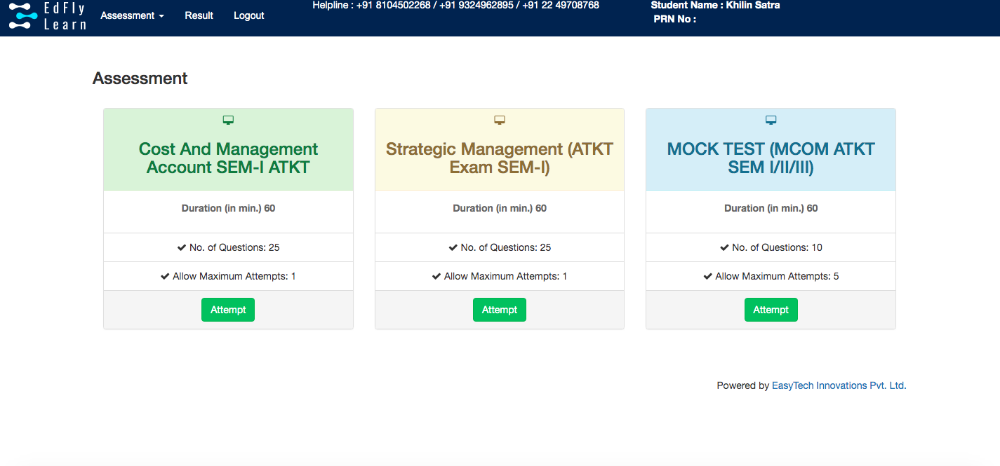 EdFly
Learn
Assessment
Result
Logout
Helpline : +91 8104502268 / +91 9324962895 / +91 22 49708768
Student Name : Khilin Satra
PRN No :
Assessment
Cost And Management
Account SEM-I ATKT
Duration (in min.) 60
No. of Questions: 25
Allow Maximum Attempts: 1
Attempt
Strategic Management (ATKT
Exam SEM-I)
Duration (in min.) 60
No. of Questions: 25
Allow Maximum Attempts: 1
Attempt
MOCK TEST (MCOM ATKT
SEM I/II/III)
Duration (in min.) 60
No. of Questions: 10
Allow Maximum Attempts: 5
Attempt
Powered by EasyTech Innovations Pvt. Ltd.